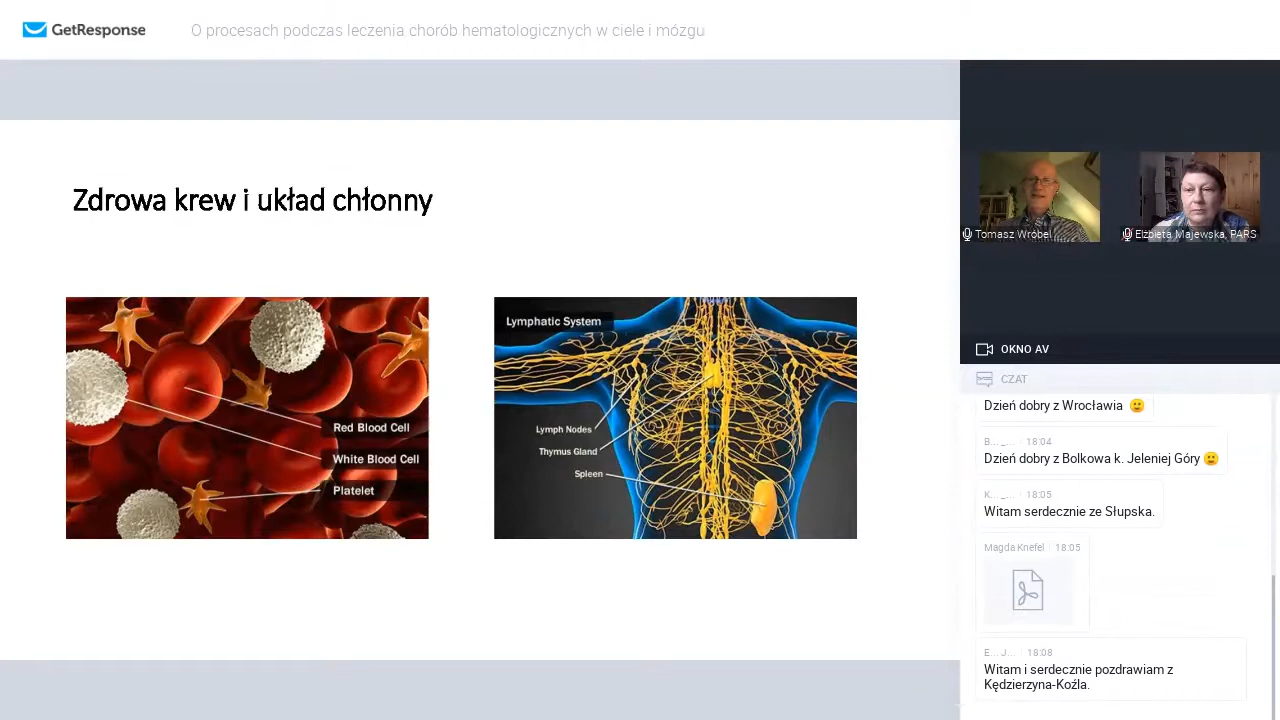 GetResponse
O procesach podczas leczenia chorób hematologicznych w ciele i mózgu
Zdrowa krew i układ chłonny
Red Blood Cell
White Blood Cell
Platelet
Lymphatic System
Lymph Nodes
Thymus Gland
Spleen
Tomasz Wróbel
Elżbieta Majewska, PARS
OKNO AV
CZAT
Dzień dobry z Wrocławia 🙂
B... _... 18:04
Dzień dobry z Bolkowa k. Jeleniej Góry 🙂
K... _... 18:05
Witam serdecznie ze Słupska.
Magda Knefel 18:05
E... J... 18:08
Witam i serdecznie pozdrawiam z
Kędzierzyna-Koźla.